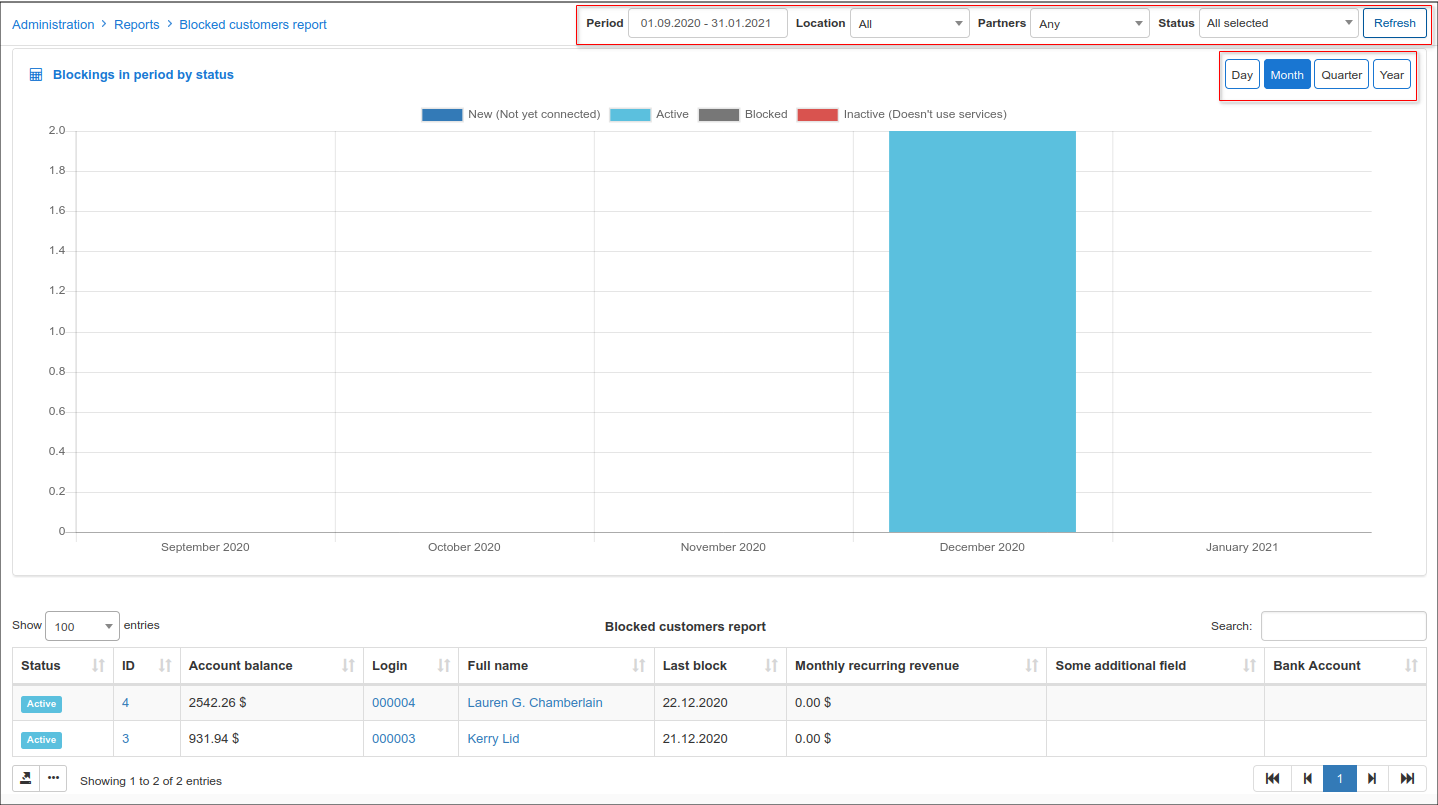 Administration > Reports > Blocked customers report Period 01.09.2020 - 31.01.2021 Location All Partners Any Status All selected Refresh
Blockings in period by status Day Month Quarter Year
New (Not yet connected) Active Blocked Inactive (Doesn't use services)
2.0
1.8
1.6
1.4
1.2
1.0
0.8
0.6
0.4
0.2
0
September 2020 October 2020 November 2020 December 2020 January 2021
Show 100 entries Blocked customers report Search:
Status ID Account balance Login Full name Last block Monthly recurring revenue Some additional field Bank Account
Active 4 2542.26 $ 000004 Lauren G. Chamberlain 22.12.2020 0.00 $
Active 3 931.94 $ 000003 Kerry Lid 21.12.2020 0.00 $
Showing 1 to 2 of 2 entries 1